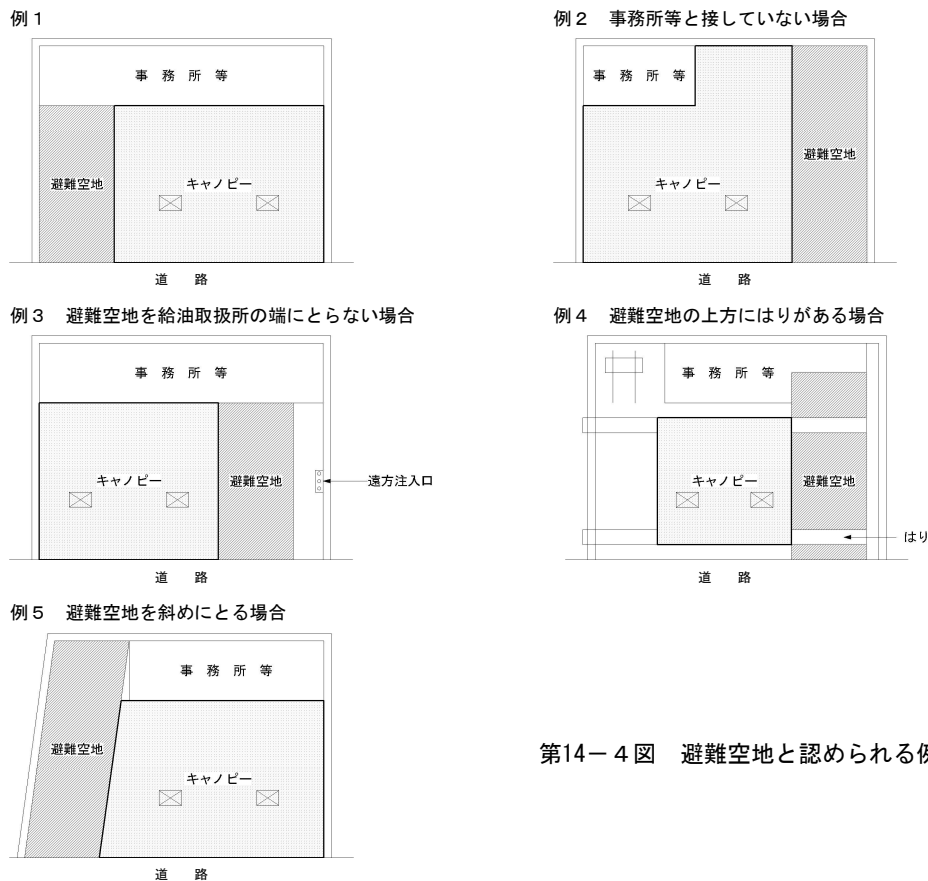 例1
事務所等
避難空地
キャノピー
道路
例2　事務所等と接していない場合
事務所等
避難空地
キャノピー
道路
例3　避難空地を給油取扱所の端にとらない場合
事務所等
キャノピー
避難空地
遠方注入口
道路
例4　避難空地の上方にはりがある場合
事務所等
キャノピー
避難空地
はり
道路
例5　避難空地を斜めにとる場合
事務所等
避難空地
キャノピー
道路
第14－4図　避難空地と認められる例